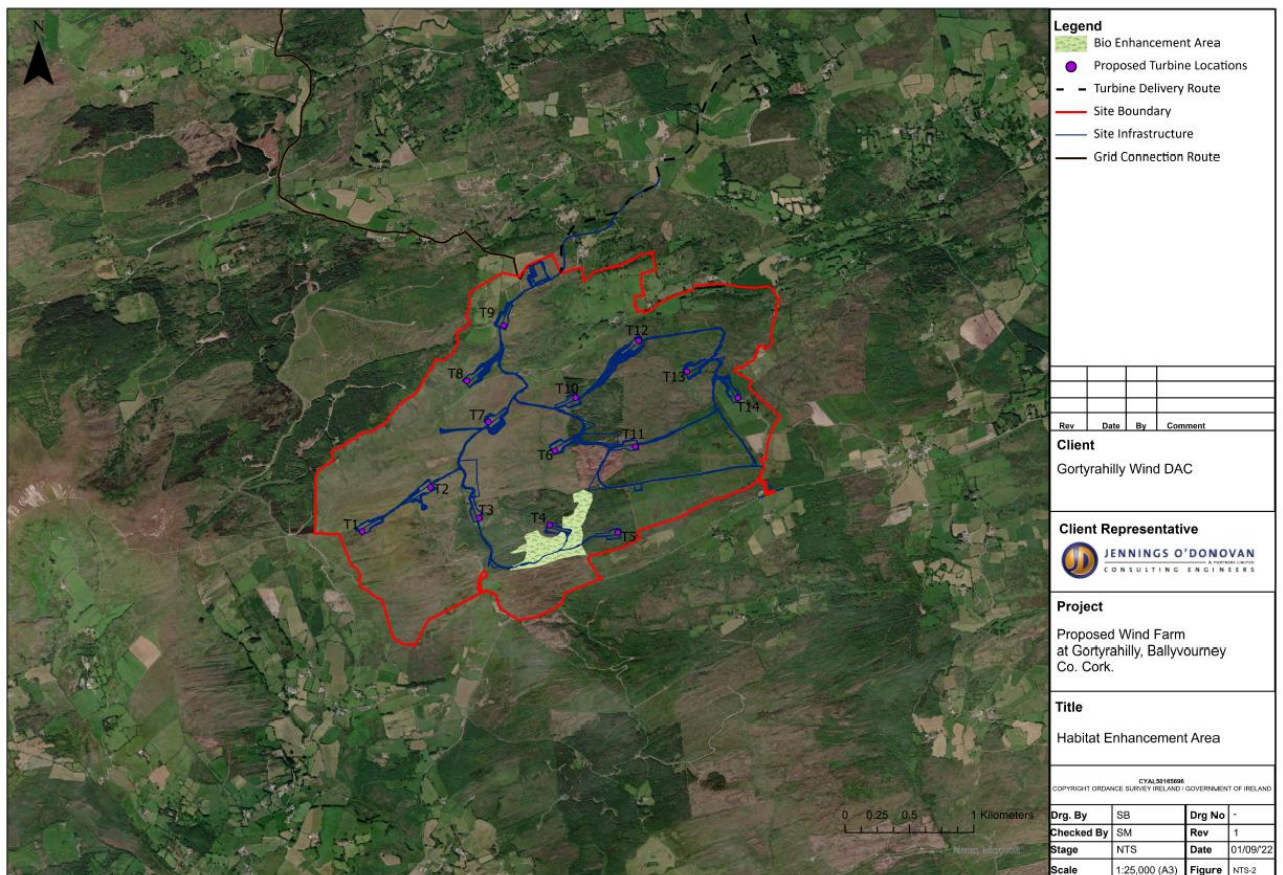 N
T9
T12
T8
T13
T10
T14
T7
T11
T6
T2
T3
T4
T1
T5
0 0.25 0.5 1 Kilometers
Legend
Bio Enhancement Area
Proposed Turbine Locations
Turbine Delivery Route
Site Boundary
Site Infrastructure
Grid Connection Route
Rev Date By Comment
Client
Gortyrahilly Wind DAC
Client Representative
JD JENNINGS O'DONOVAN
& PARTNERS LIMITED
CONSULTING ENGINEERS
Project
Proposed Wind Farm
at Gortyrahilly, Ballyvourney
Co. Cork.
Title
Habitat Enhancement Area
CYAL50165696
COPYRIGHT ORDANCE SURVEY IRELAND / GOVERNMENT OF IRELAND
Drg. By SB Drg No -
Checked By SM Rev 1
Stage NTS Date 01/09/'22
Scale 1:25,000 (A3) Figure NTS-2